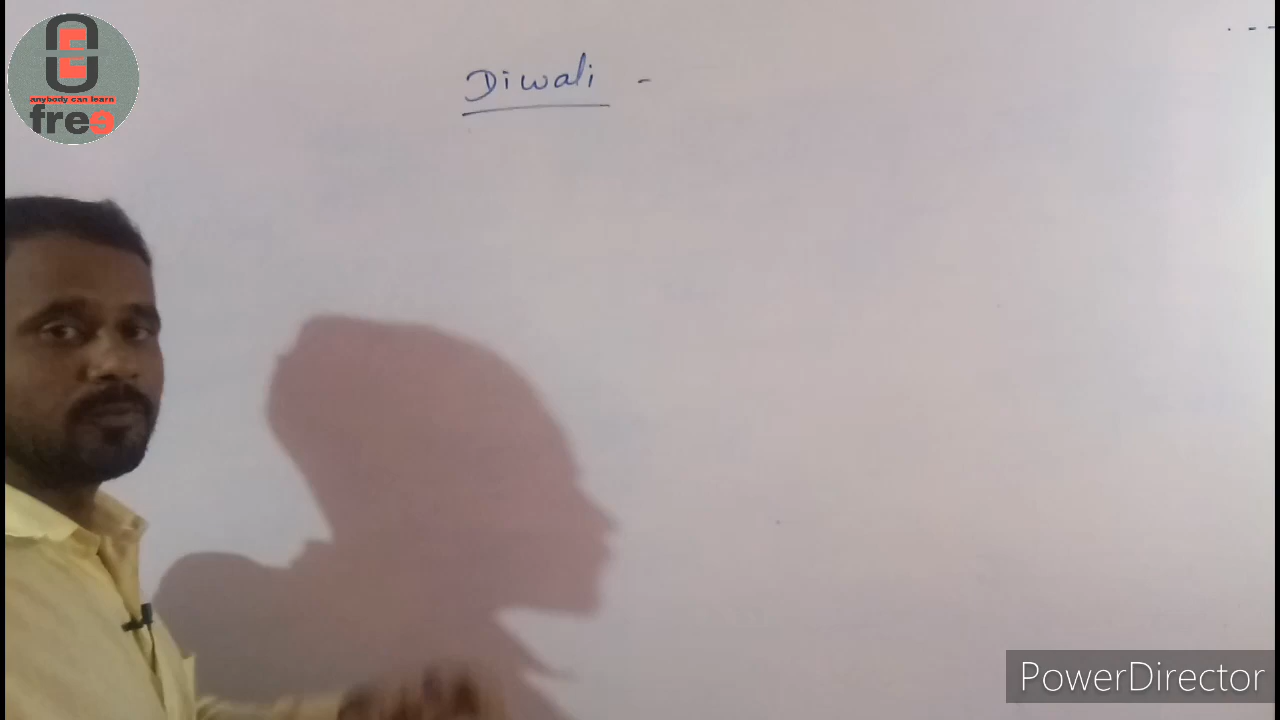 Diwali -
anybody can learn
free
PowerDirector